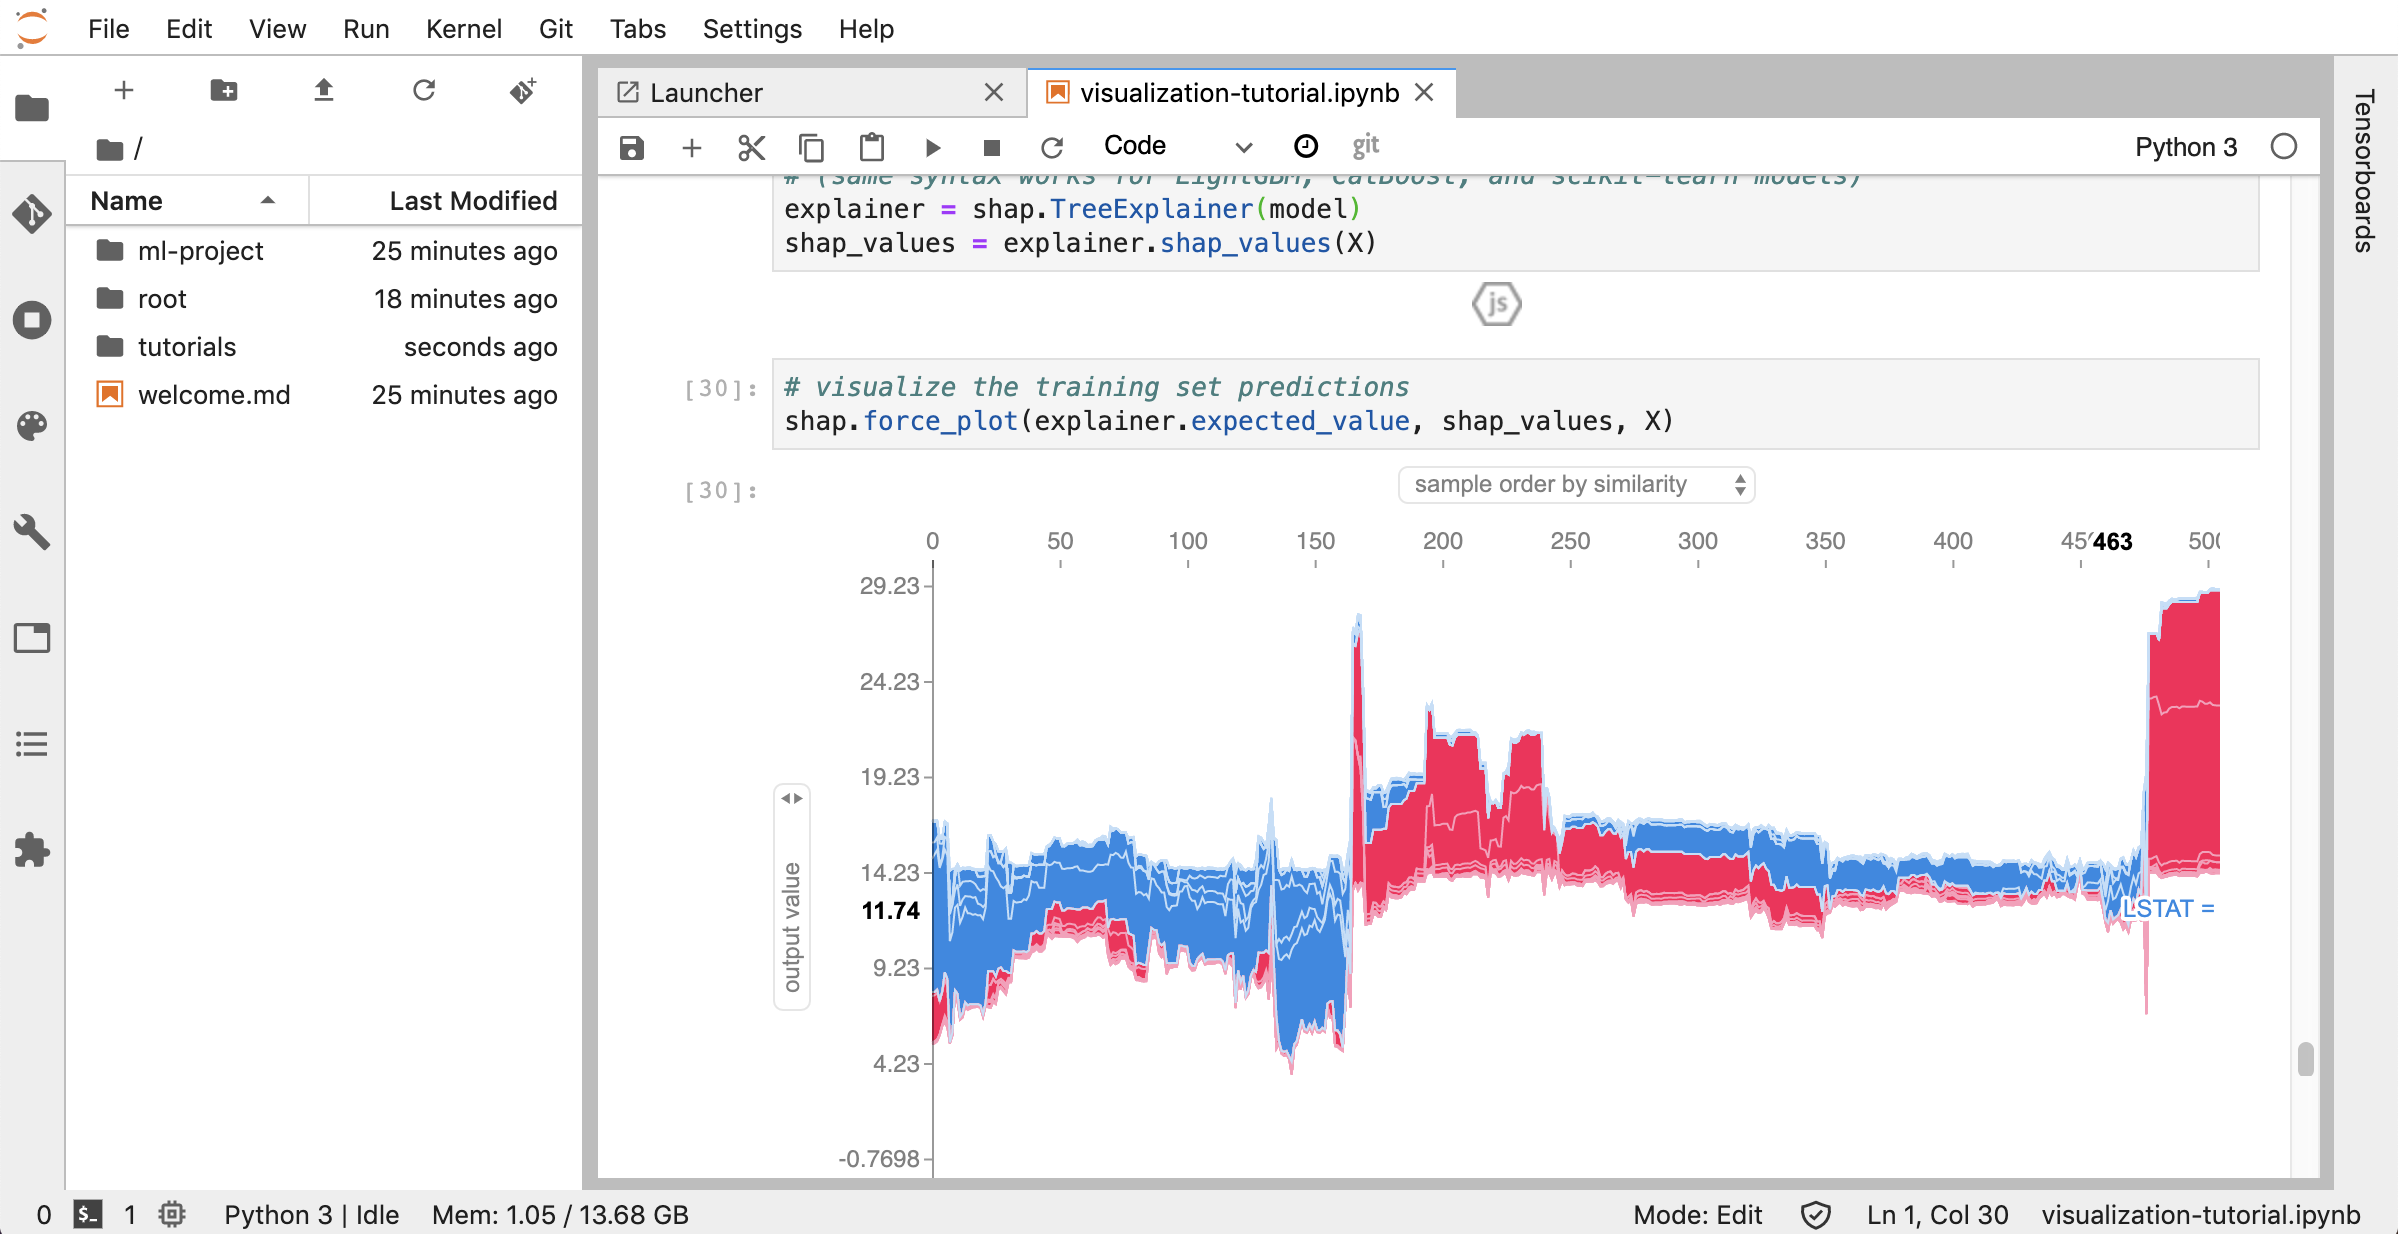 File Edit View Run Kernel Git Tabs Settings Help
/
Name Last Modified
ml-project 25 minutes ago
root 18 minutes ago
tutorials seconds ago
welcome.md 25 minutes ago
Launcher
visualization-tutorial.ipynb
Code
git
Python 3
Tensorboards
# (same syntax works for LightGBM, CatBoost, and scikit-learn models)
explainer = shap.TreeExplainer(model)
shap_values = explainer.shap_values(X)
js
[30]:
# visualize the training set predictions
shap.force_plot(explainer.expected_value, shap_values, X)
[30]:
sample order by similarity
0 50 100 150 200 250 300 350 400 45 463 500
29.23
24.23
19.23
14.23
11.74
9.23
4.23
-0.7698
output value
LSTAT =
0 $_ 1 Python 3 | Idle Mem: 1.05 / 13.68 GB
Mode: Edit Ln 1, Col 30 visualization-tutorial.ipynb